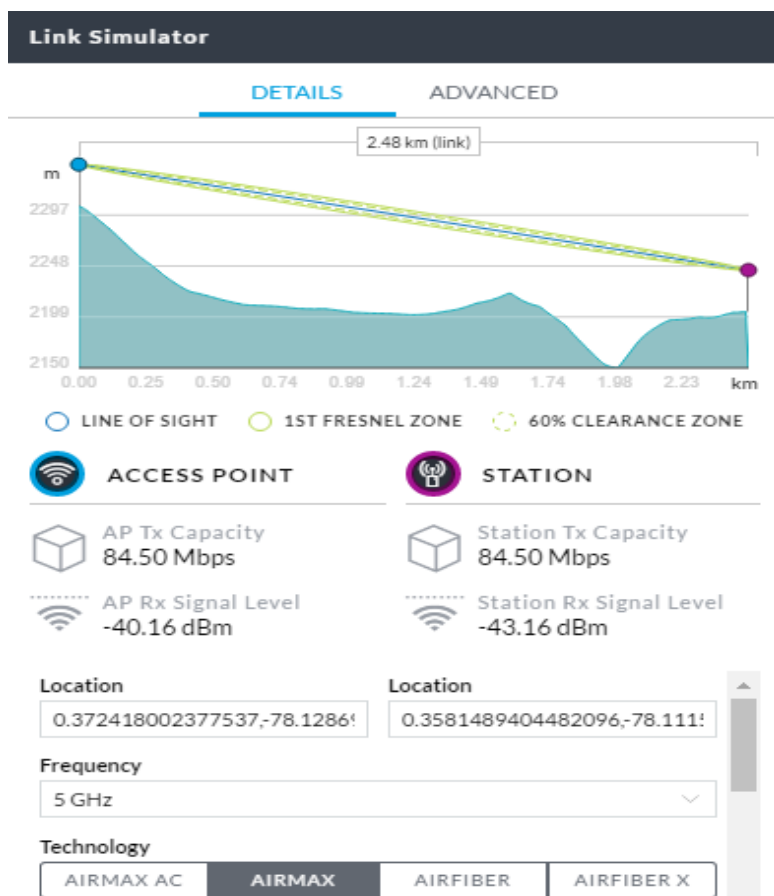 Link Simulator
DETAILS ADVANCED
2.48 km (link)
m
2297
2248
2199
2150
0.00 0.25 0.50 0.74 0.99 1.24 1.49 1.74 1.98 2.23 km
LINE OF SIGHT 1ST FRESNEL ZONE 60% CLEARANCE ZONE
ACCESS POINT STATION
AP Tx Capacity Station Tx Capacity
84.50 Mbps 84.50 Mbps
AP Rx Signal Level Station Rx Signal Level
-40.16 dBm -43.16 dBm
Location Location
0.372418002377537,-78.1286 0.3581489404482096,-78.111
Frequency
5 GHz
Technology
AIRMAX AC AIRMAX AIRFIBER AIRFIBER X